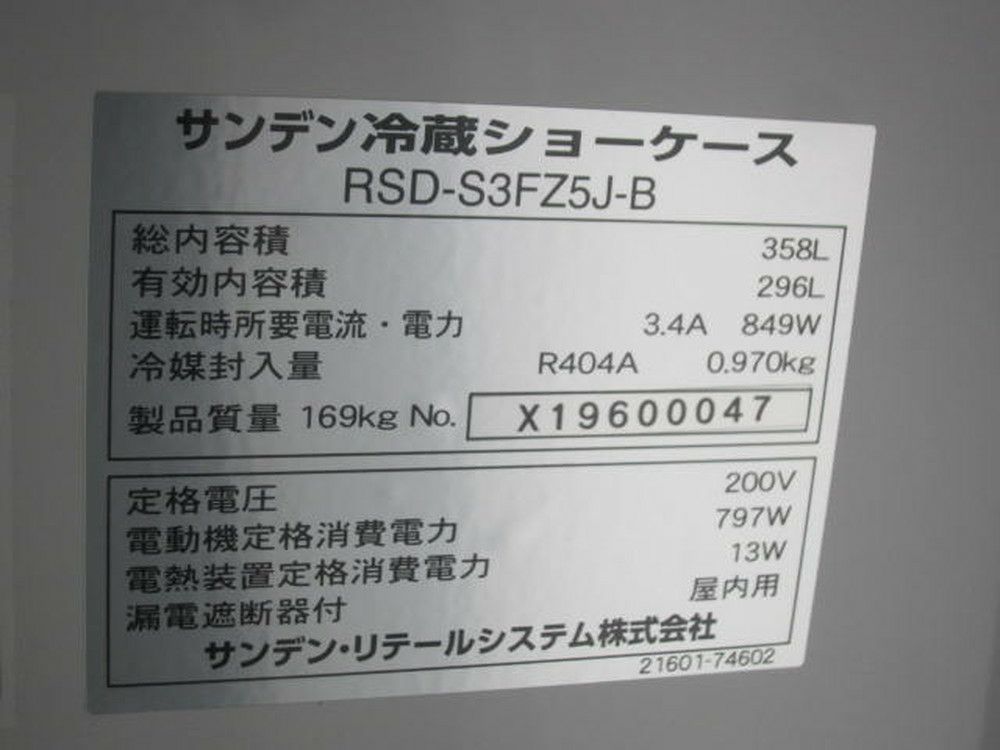 サンデン冷蔵ショーケース
RSD-S3FZ5J-B
総内容積 358L
有効内容積 296L
運転時所要電流・電力 3.4A 849W
冷媒封入量 R404A 0.970kg
製品質量 169kg No. X19600047
定格電圧 200V
電動機定格消費電力 797W
電熱装置定格消費電力 13W
漏電遮断器付 屋内用
サンデン・リテールシステム株式会社
21601-74602